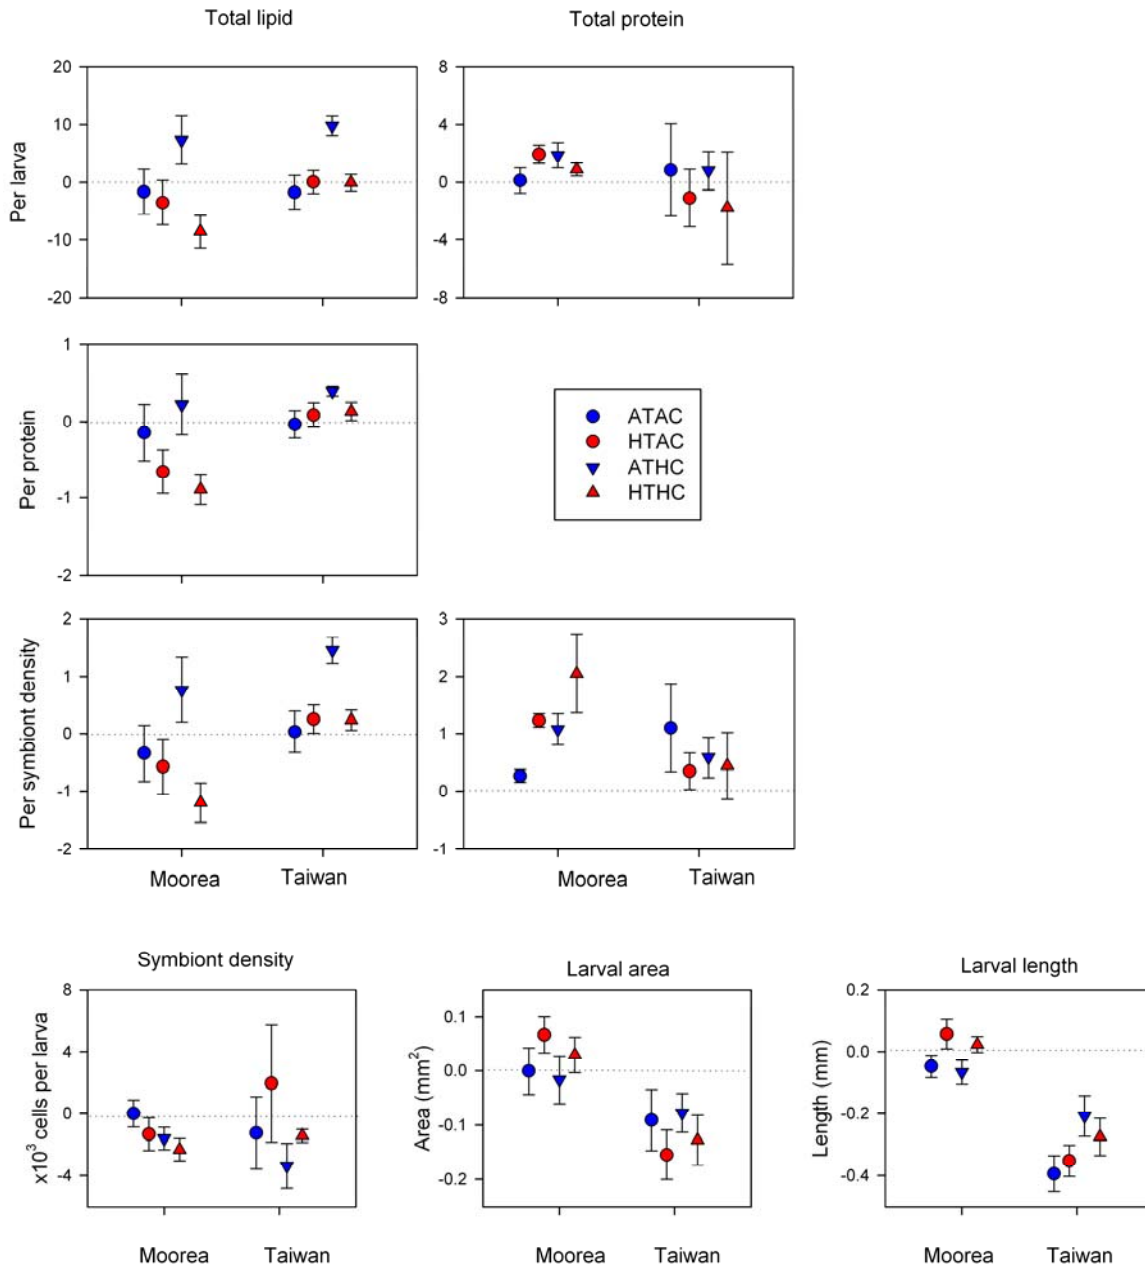 Total lipid
Total protein
Per larva
20
10
0
-10
-20
8
4
0
-4
-8
Per protein
1
0
-1
-2
ATAC
HTAC
ATHC
HTHC
Per symbiont density
2
1
0
-1
-2
3
2
1
0
-1
Moorea
Taiwan
Moorea
Taiwan
Symbiont density
Larval area
Larval length
x10³ cells per larva
8
4
0
-4
Area (mm²)
0.1
0.0
-0.1
-0.2
Length (mm)
0.2
0.0
-0.2
-0.4
Moorea
Taiwan
Moorea
Taiwan
Moorea
Taiwan